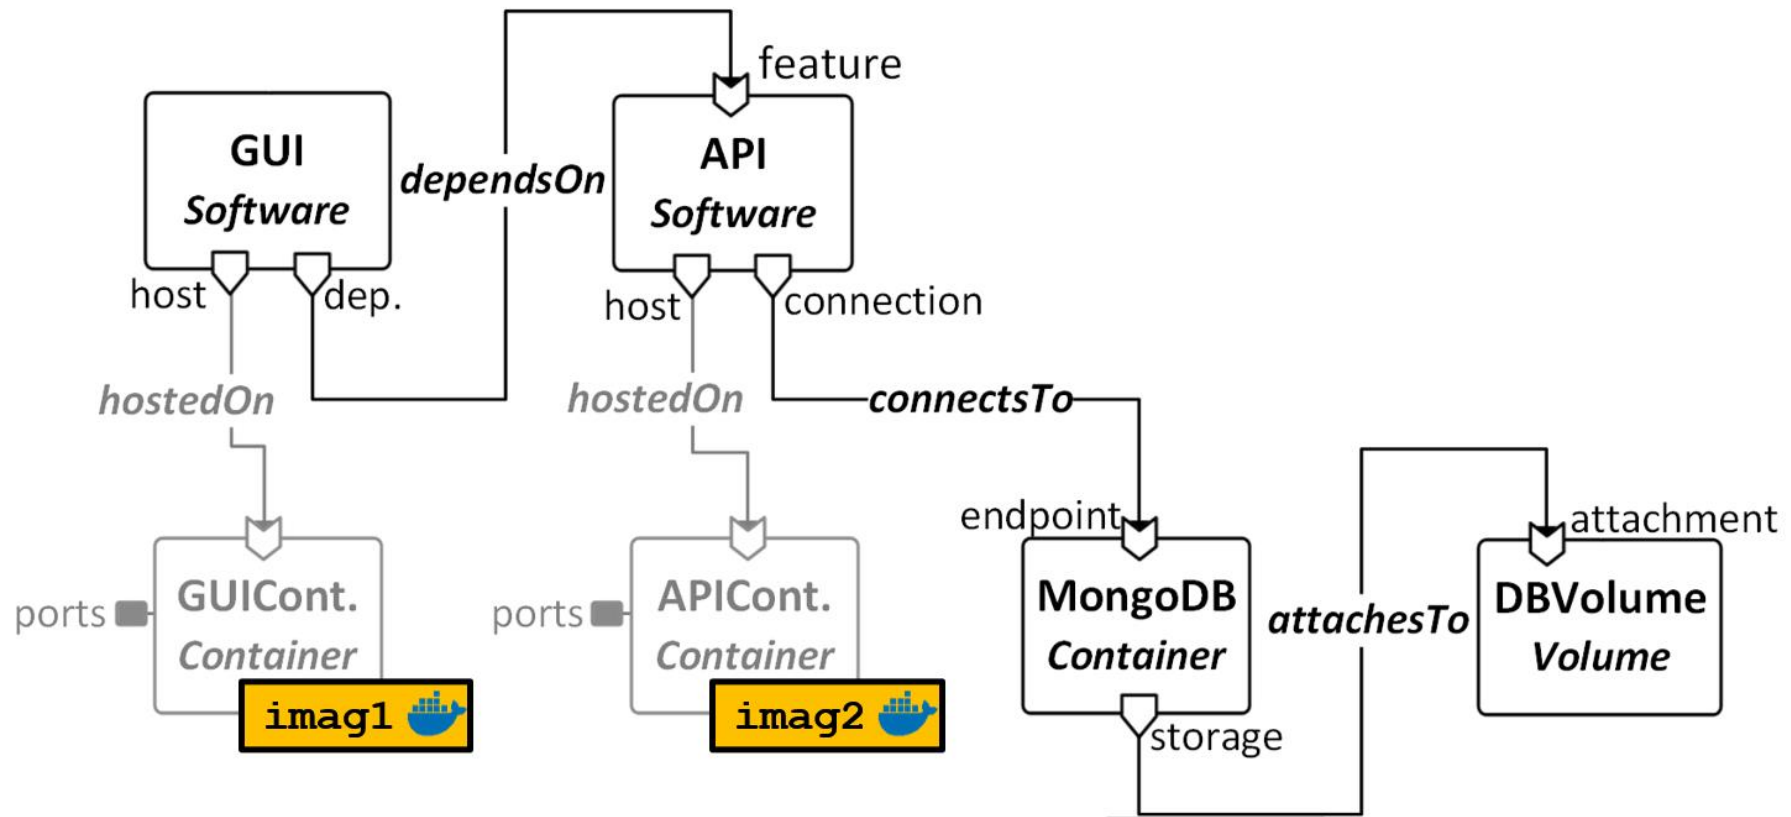 feature
GUI
Software
dependsOn
API
Software
host
dep.
host
connection
hostedOn
hostedOn
connectsTo
endpoint
attachment
ports
GUICont.
Container
imag1
ports
APICont.
Container
imag2
MongoDB
Container
attachesTo
DBVolume
Volume
storage